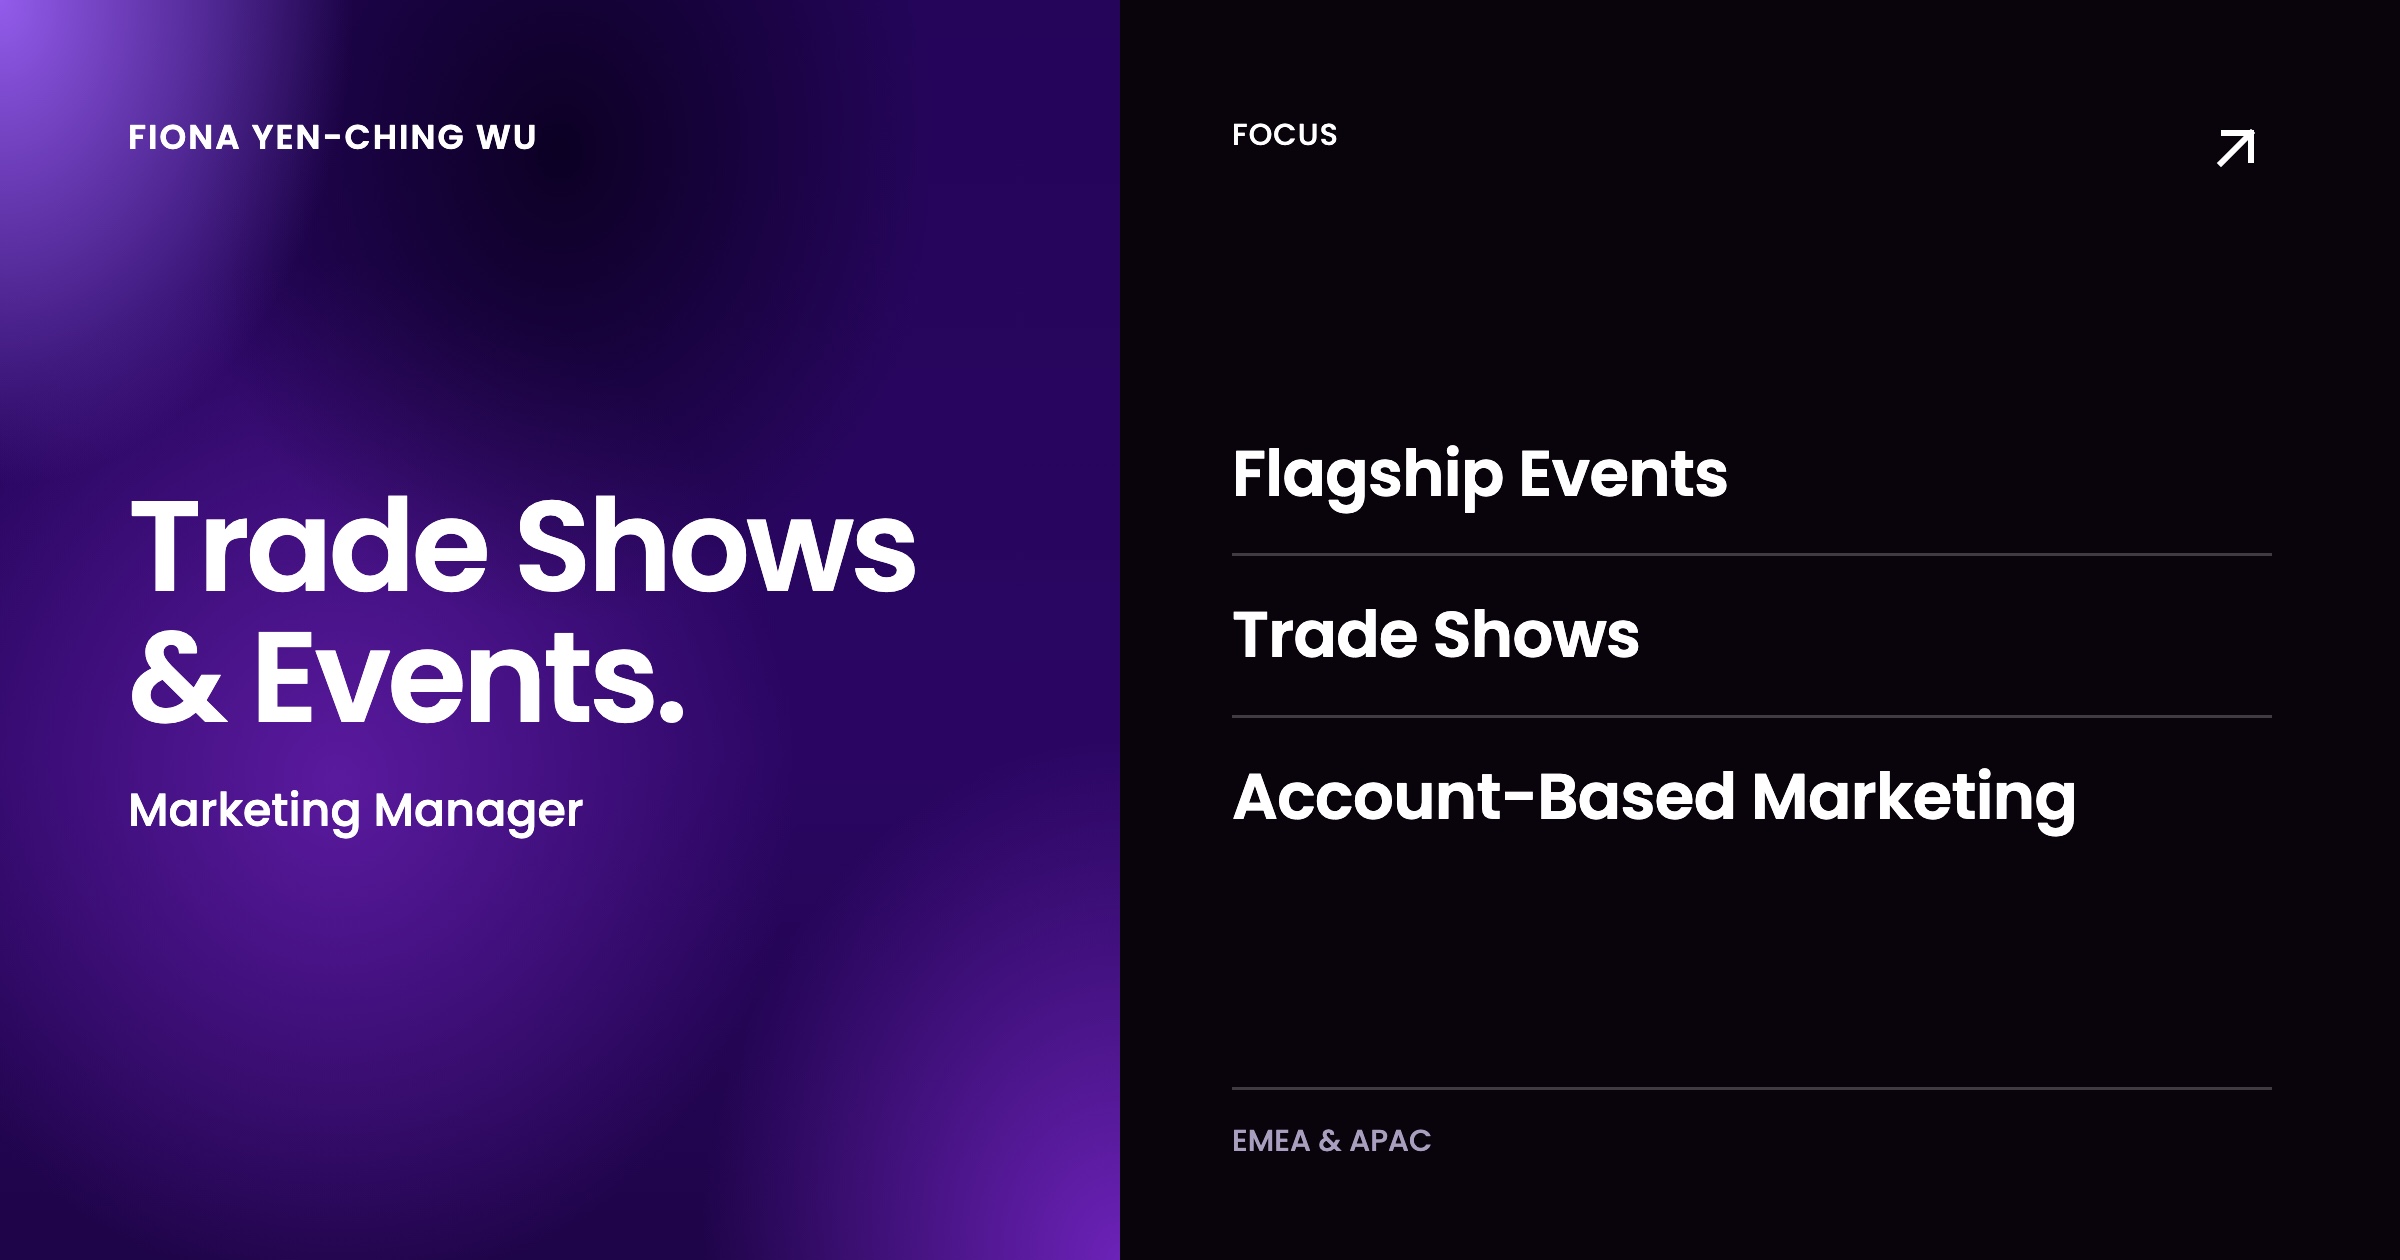 FIONA YEN-CHING WU
Trade Shows
& Events.
Marketing Manager
FOCUS
Flagship Events
Trade Shows
Account-Based Marketing
EMEA & APAC